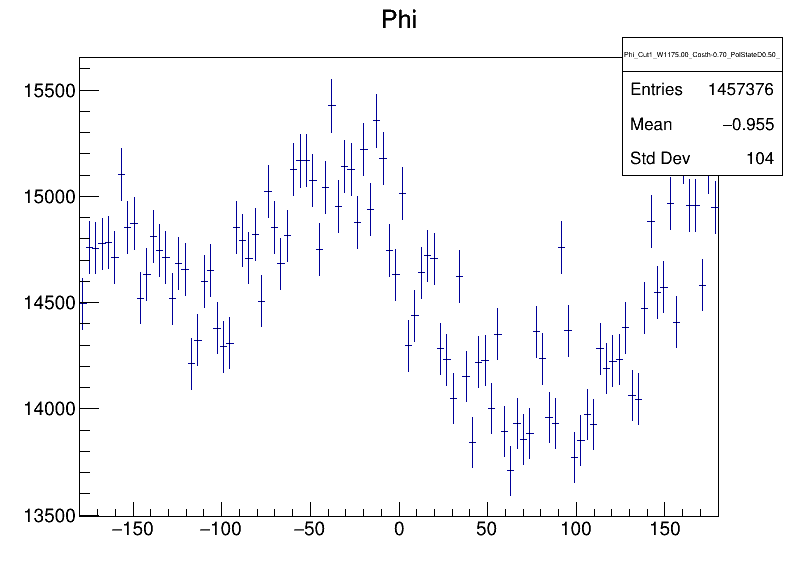 Phi
Phi_Cut1_W1175.00_Costh-0.70_PolStateD0.50_
Entries 1457376
Mean −0.955
Std Dev 104
15500
15000
14500
14000
13500
−150 −100 −50 0 50 100 150